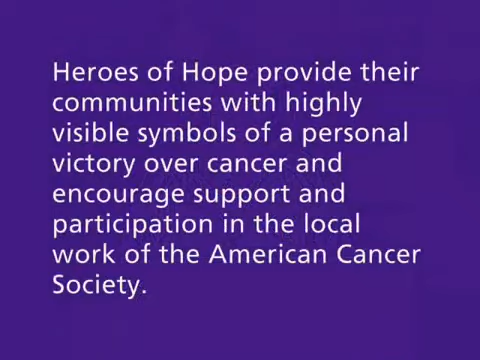 Heroes of Hope provide their
communities with highly
visible symbols of a personal
victory over cancer and
encourage support and
participation in the local
work of the American Cancer
Society.